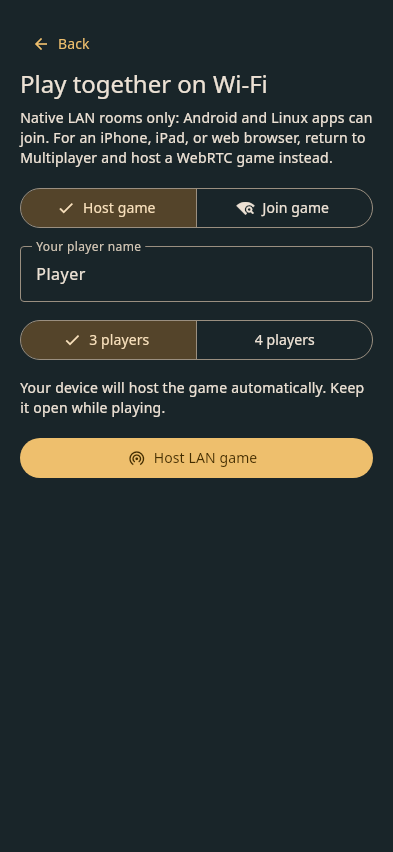 Back
Play together on Wi-Fi
Native LAN rooms only: Android and Linux apps can
join. For an iPhone, iPad, or web browser, return to
Multiplayer and host a WebRTC game instead.
Host game
Join game
Your player name
Player
3 players
4 players
Your device will host the game automatically. Keep
it open while playing.
Host LAN game